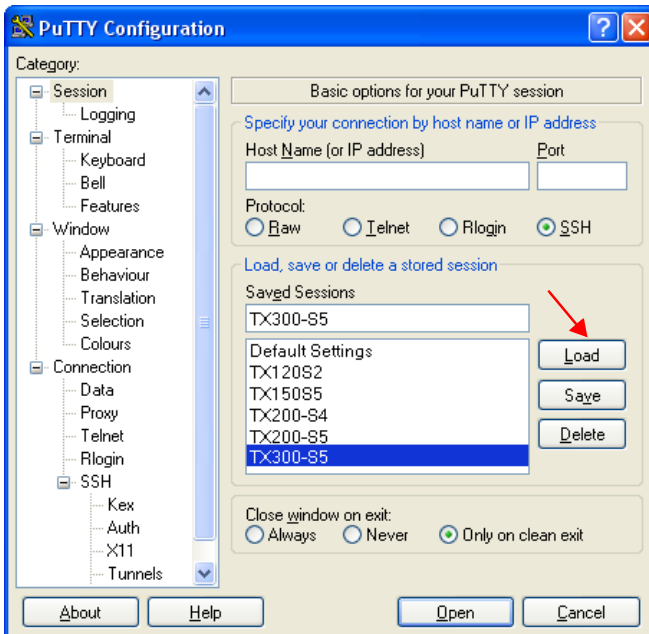 PuTTY Configuration
Category:
Session
Logging
Terminal
Keyboard
Bell
Features
Window
Appearance
Behaviour
Translation
Selection
Colours
Connection
Data
Proxy
Telnet
Rlogin
SSH
Kex
Auth
X11
Tunnels
Basic options for your PuTTY session
Specify your connection by host name or IP address
Host Name (or IP address) Port
Protocol:
Raw Telnet Rlogin SSH
Load, save or delete a stored session
Saved Sessions
TX300-S5
Default Settings
TX120S2
TX150S5
TX200-S4
TX200-S5
TX300-S5
Load
Save
Delete
Close window on exit:
Always Never Only on clean exit
About Help Open Cancel